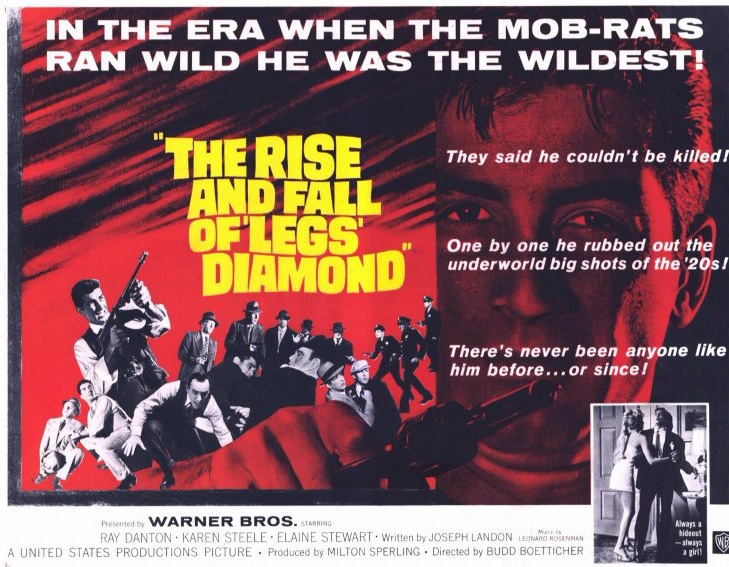 IN THE ERA WHEN THE MOB-RATS
RAN WILD HE WAS THE WILDEST!
"THE RISE
AND FALL
OF 'LEGS'
DIAMOND"
They said he couldn't be killed!
One by one he rubbed out the
underworld big shots of the '20s!
There's never been anyone like
him before...or since!
Always a
hideout
—always
a girl!
WB
Presented by WARNER BROS. STARRING
RAY DANTON · KAREN STEELE · ELAINE STEWART · Written by JOSEPH LANDON Music by LEONARD ROSENMAN
A UNITED STATES PRODUCTIONS PICTURE · Produced by MILTON SPERLING · Directed by BUDD BOETTICHER